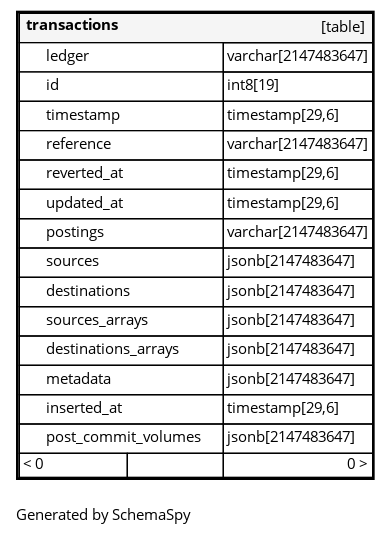 transactions [table]
ledger varchar[2147483647]
id int8[19]
timestamp timestamp[29,6]
reference varchar[2147483647]
reverted_at timestamp[29,6]
updated_at timestamp[29,6]
postings varchar[2147483647]
sources jsonb[2147483647]
destinations jsonb[2147483647]
sources_arrays jsonb[2147483647]
destinations_arrays jsonb[2147483647]
metadata jsonb[2147483647]
inserted_at timestamp[29,6]
post_commit_volumes jsonb[2147483647]
< 0 0 >
Generated by SchemaSpy